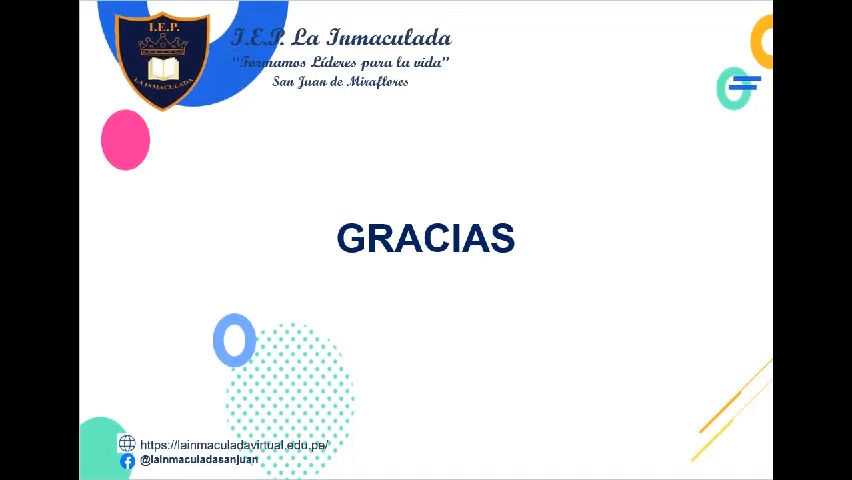 I.E.P.
LA INMACULADA
I.E.P. La Inmaculada
“Formamos Líderes para la vida”
San Juan de Miraflores
GRACIAS
https://lainmaculadavirtual.edu.pe/
@lainmaculadasanjuan